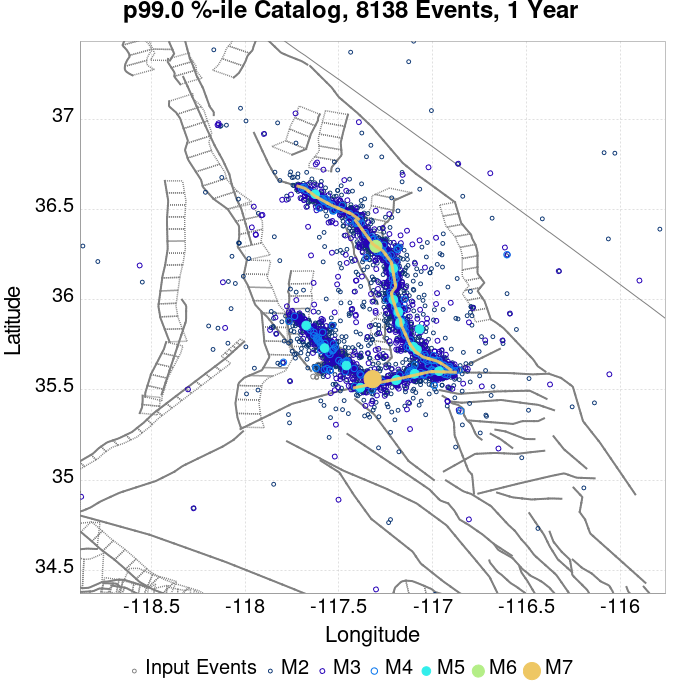 p99.0 %-ile Catalog, 8138 Events, 1 Year
37
36.5
36
35.5
35
34.5
Latitude
-118.5 -118 -117.5 -117 -116.5 -116
Longitude
Input Events M2 M3 M4 M5 M6 M7